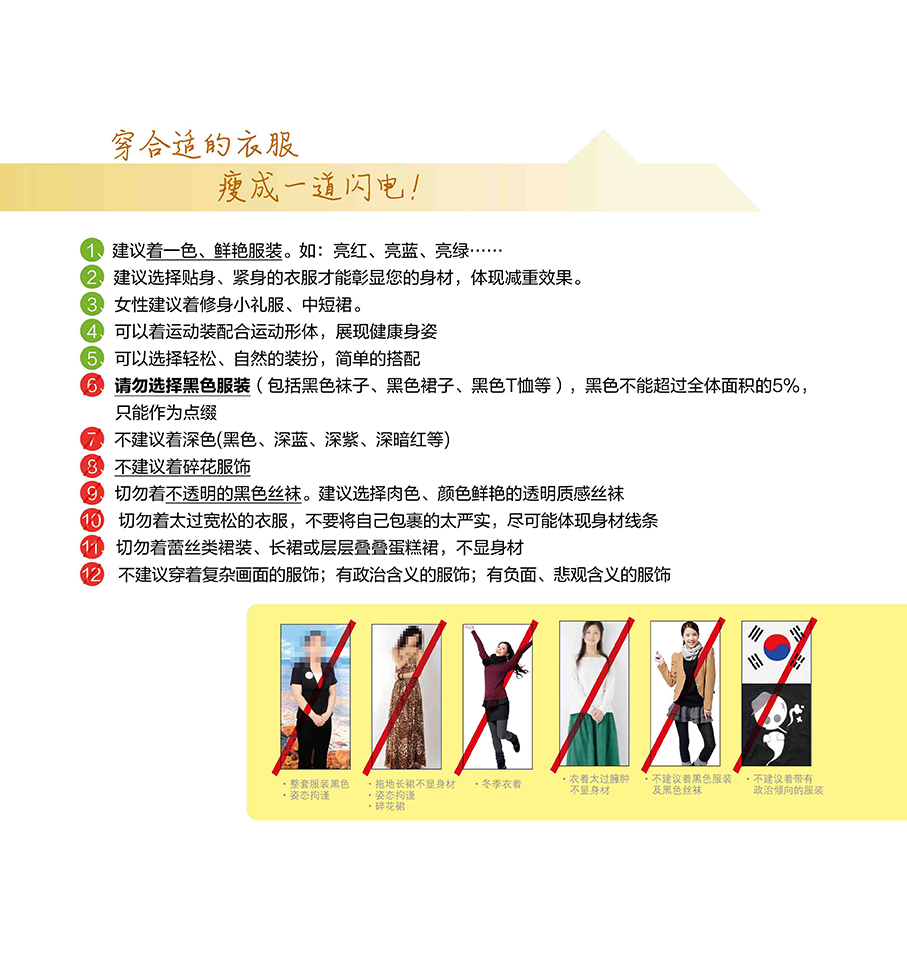 穿合适的衣服
瘦成一道闪电!
1、建议着一色、鲜艳服装。如：亮红、亮蓝、亮绿……
2、建议选择贴身、紧身的衣服才能彰显您的身材，体现减重效果。
3、女性建议着修身小礼服、中短裙。
4、可以着运动装配合运动形体，展现健康身姿
5、可以选择轻松、自然的装扮，简单的搭配
6、请勿选择黑色服装（包括黑色袜子、黑色裙子、黑色T恤等），黑色不能超过全体面积的5%，
只能作为点缀
7、不建议着深色(黑色、深蓝、深紫、深暗红等)
8、不建议着碎花服饰
9、切勿着不透明的黑色丝袜。建议选择肉色、颜色鲜艳的透明质感丝袜
10、切勿着太过宽松的衣服，不要将自己包裹的太严实，尽可能体现身材线条
11、切勿着蕾丝类裙装、长裙或层层叠叠蛋糕裙，不显身材
12、不建议穿着复杂画面的服饰；有政治含义的服饰；有负面、悲观含义的服饰
·整套服装黑色
·姿态拘谨
·拖地长裙不显身材
·姿态拘谨
·碎花裙
·冬季衣着
·衣着太过臃肿
不显身材
·不建议着黑色服装
及黑色丝袜
·不建议着带有
政治倾向的服装